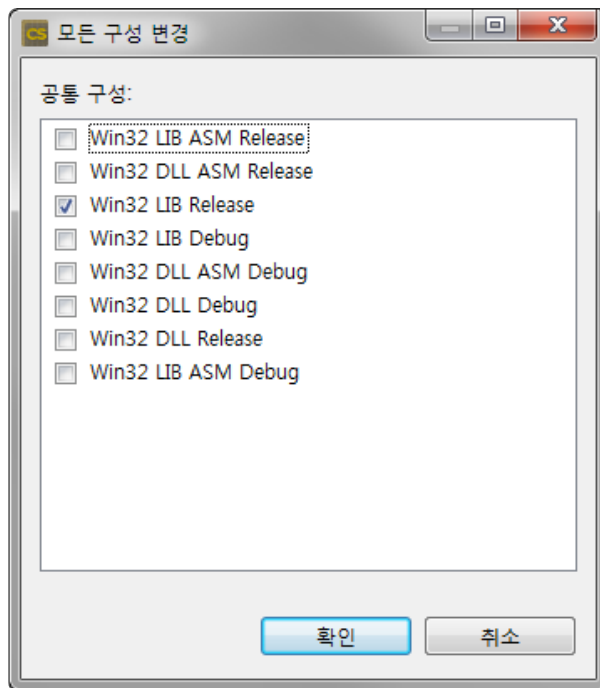 CS 모든 구성 변경
공통 구성:
Win32 LIB ASM Release
Win32 DLL ASM Release
Win32 LIB Release
Win32 LIB Debug
Win32 DLL ASM Debug
Win32 DLL Debug
Win32 DLL Release
Win32 LIB ASM Debug
확인 취소